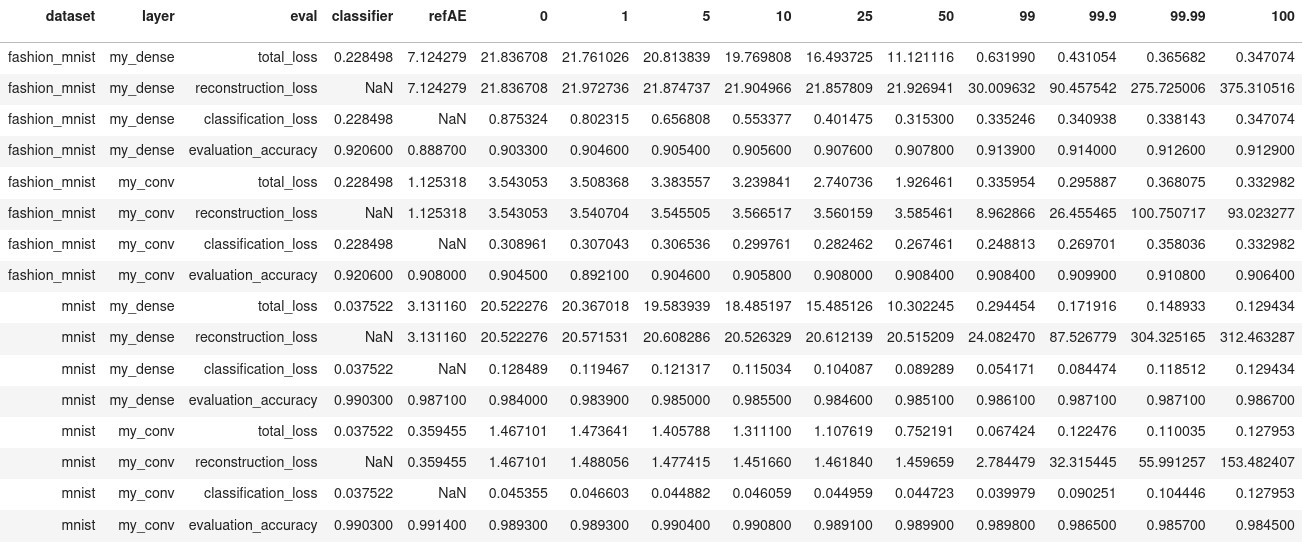 dataset layer eval classifier refAE 0 1 5 10 25 50 99 99.9 99.99 100
fashion_mnist my_dense total_loss 0.228498 7.124279 21.836708 21.761026 20.813839 19.769808 16.493725 11.121116 0.631990 0.431054 0.365682 0.347074
fashion_mnist my_dense reconstruction_loss NaN 7.124279 21.836708 21.972736 21.874737 21.904966 21.857809 21.926941 30.009632 90.457542 275.725006 375.310516
fashion_mnist my_dense classification_loss 0.228498 NaN 0.875324 0.802315 0.656808 0.553377 0.401475 0.315300 0.335246 0.340938 0.338143 0.347074
fashion_mnist my_dense evaluation_accuracy 0.920600 0.888700 0.903300 0.904600 0.905400 0.905600 0.907600 0.907800 0.913900 0.914000 0.912600 0.912900
fashion_mnist my_conv total_loss 0.228498 1.125318 3.543053 3.508368 3.383557 3.239841 2.740736 1.926461 0.335954 0.295887 0.368075 0.332982
fashion_mnist my_conv reconstruction_loss NaN 1.125318 3.543053 3.540704 3.545505 3.566517 3.560159 3.585461 8.962866 26.455465 100.750717 93.023277
fashion_mnist my_conv classification_loss 0.228498 NaN 0.308961 0.307043 0.306536 0.299761 0.282462 0.267461 0.248813 0.269701 0.358036 0.332982
fashion_mnist my_conv evaluation_accuracy 0.920600 0.908000 0.904500 0.892100 0.904600 0.905800 0.908000 0.908400 0.908400 0.909900 0.910800 0.906400
mnist my_dense total_loss 0.037522 3.131160 20.522276 20.367018 19.583939 18.485197 15.485126 10.302245 0.294454 0.171916 0.148933 0.129434
mnist my_dense reconstruction_loss NaN 3.131160 20.522276 20.571531 20.608286 20.526329 20.612139 20.515209 24.082470 87.526779 304.325165 312.463287
mnist my_dense classification_loss 0.037522 NaN 0.128489 0.119467 0.121317 0.115034 0.104087 0.089289 0.054171 0.084474 0.118512 0.129434
mnist my_dense evaluation_accuracy 0.990300 0.987100 0.984000 0.983900 0.985000 0.985500 0.984600 0.985100 0.986100 0.987100 0.987100 0.986700
mnist my_conv total_loss 0.037522 0.359455 1.467101 1.473641 1.405788 1.311100 1.107619 0.752191 0.067424 0.122476 0.110035 0.127953
mnist my_conv reconstruction_loss NaN 0.359455 1.467101 1.488056 1.477415 1.451660 1.461840 1.459659 2.784479 32.315445 55.991257 153.482407
mnist my_conv classification_loss 0.037522 NaN 0.045355 0.046603 0.044882 0.046059 0.044959 0.044723 0.039979 0.090251 0.104446 0.127953
mnist my_conv evaluation_accuracy 0.990300 0.991400 0.989300 0.989300 0.990400 0.990800 0.989100 0.989900 0.989800 0.986500 0.985700 0.984500